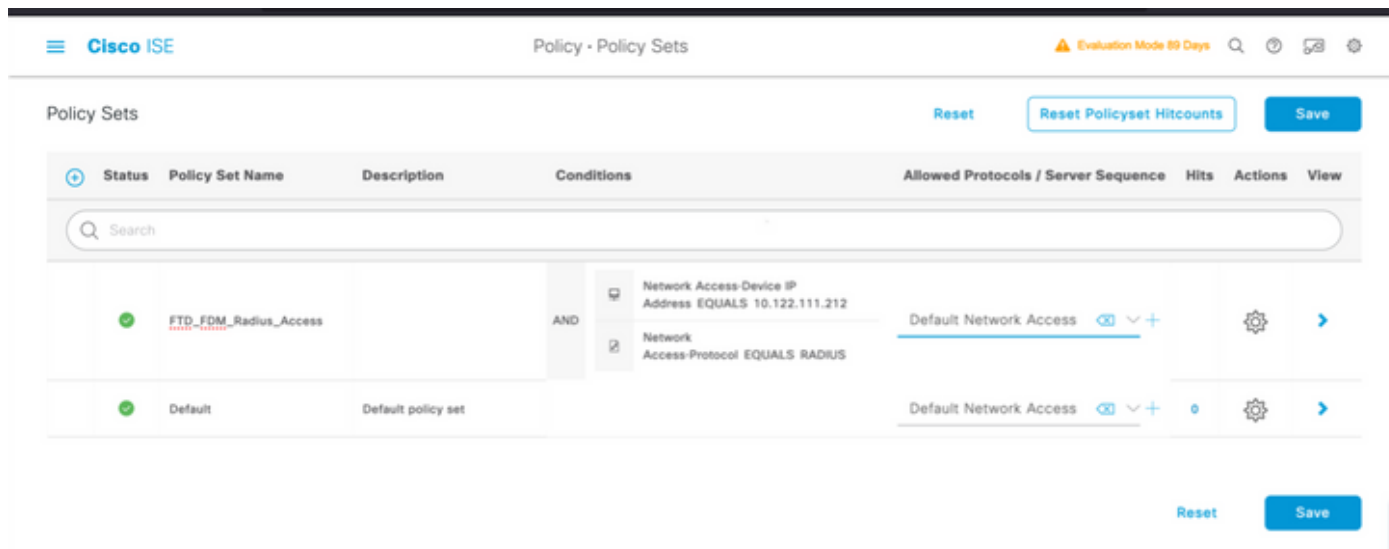 Cisco ISE
Policy · Policy Sets
Evaluation Mode 89 Days
Policy Sets
Reset
Reset Policyset Hitcounts
Save
Status
Policy Set Name
Description
Conditions
Allowed Protocols / Server Sequence
Hits
Actions
View
Search
FTD_FDM_Radius_Access
AND
Network Access·Device IP
Address EQUALS 10.122.111.212
Network
Access·Protocol EQUALS RADIUS
Default Network Access
Default
Default policy set
Default Network Access
0
Reset
Save